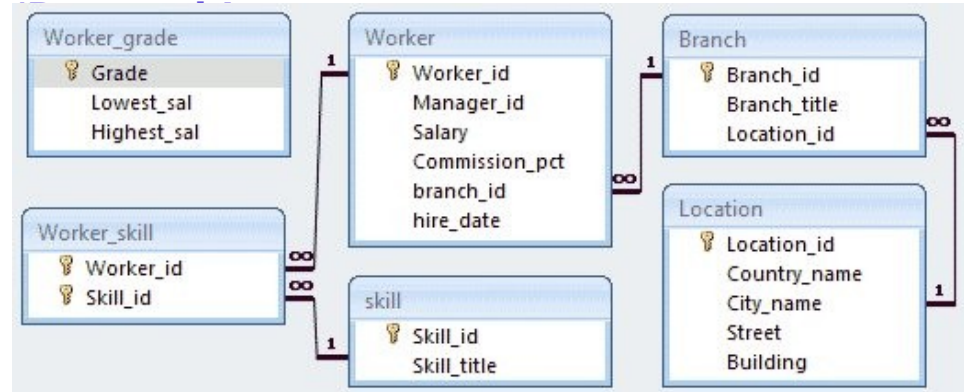 Worker_grade
Grade
Lowest_sal
Highest_sal
Worker
Worker_id
Manager_id
Salary
Commission_pct
branch_id
hire_date
Branch
Branch_id
Branch_title
Location_id
Worker_skill
Worker_id
Skill_id
skill
Skill_id
Skill_title
Location
Location_id
Country_name
City_name
Street
Building
1
∞
1
∞
1
∞
∞
1